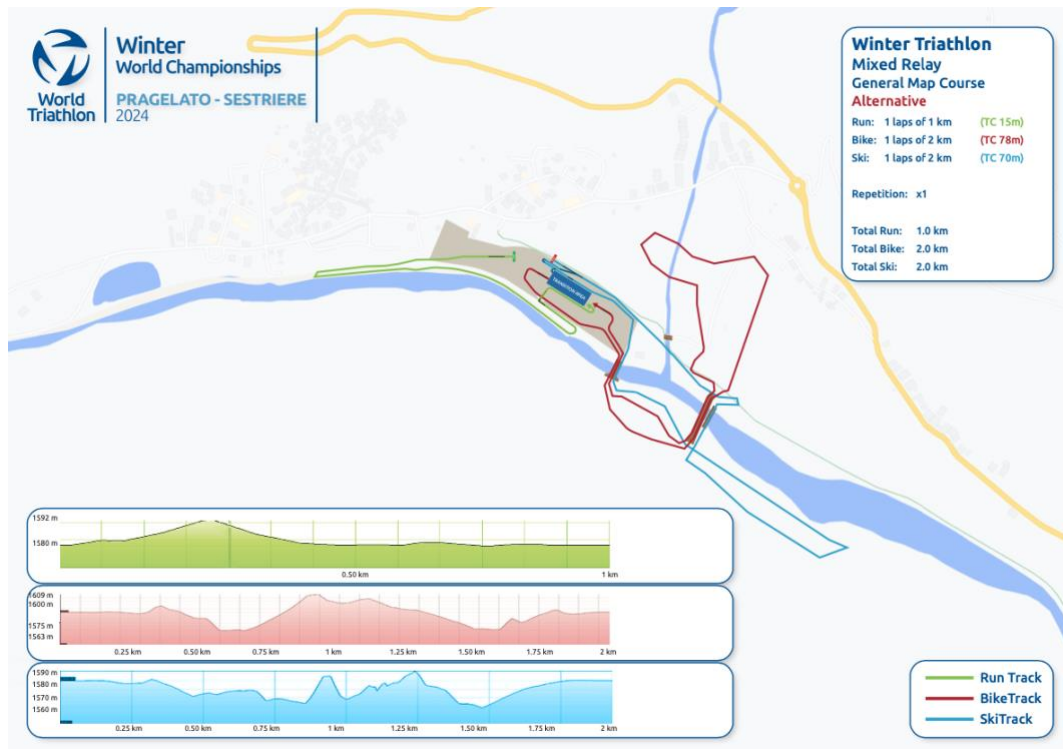 World
Triathlon
Winter
World Championships
PRAGELATO - SESTRIERE
2024
Winter Triathlon
Mixed Relay
General Map Course
Alternative
Run: 1 laps of 1 km (TC 15m)
Bike: 1 laps of 2 km (TC 78m)
Ski: 1 laps of 2 km (TC 70m)
Repetition: x1
Total Run: 1.0 km
Total Bike: 2.0 km
Total Ski: 2.0 km
TRANSITION AREA
1592 m
1580 m
0.50 km
1 km
1609 m
1600 m
1575 m
1563 m
0.25 km
0.50 km
0.75 km
1 km
1.25 km
1.50 km
1.75 km
2 km
1590 m
1580 m
1570 m
1560 m
0.25 km
0.50 km
0.75 km
1 km
1.25 km
1.50 km
1.75 km
2 km
Run Track
BikeTrack
SkiTrack